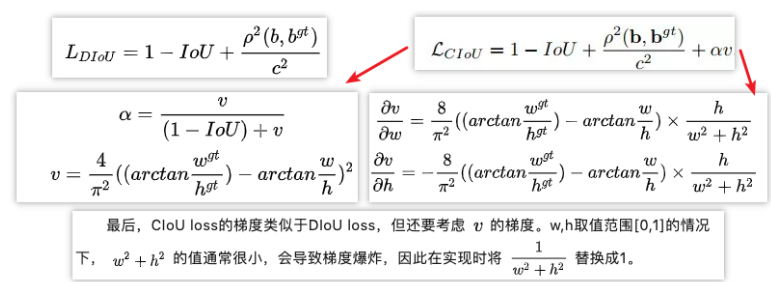 L_{DIoU} = 1 - IoU + \frac{\rho^2(b, b^{gt})}{c^2}
\mathcal{L}_{CIoU} = 1 - IoU + \frac{\rho^2(\mathbf{b}, \mathbf{b}^{gt})}{c^2} + \alpha v
\alpha = \frac{v}{(1 - IoU) + v}
v = \frac{4}{\pi^2}((arctan\frac{w^{gt}}{h^{gt}}) - arctan\frac{w}{h})^2
\frac{\partial v}{\partial w} = \frac{8}{\pi^2}((arctan\frac{w^{gt}}{h^{gt}}) - arctan\frac{w}{h}) \times \frac{h}{w^2 + h^2}
\frac{\partial v}{\partial h} = -\frac{8}{\pi^2}((arctan\frac{w^{gt}}{h^{gt}}) - arctan\frac{w}{h}) \times \frac{h}{w^2 + h^2}
最后，CIoU loss的梯度类似于DIoU loss，但还要考虑 v 的梯度。w,h取值范围[0,1]的情况
下， w^2 + h^2 的值通常很小，会导致梯度爆炸，因此在实现时将 \frac{1}{w^2 + h^2} 替换成1。